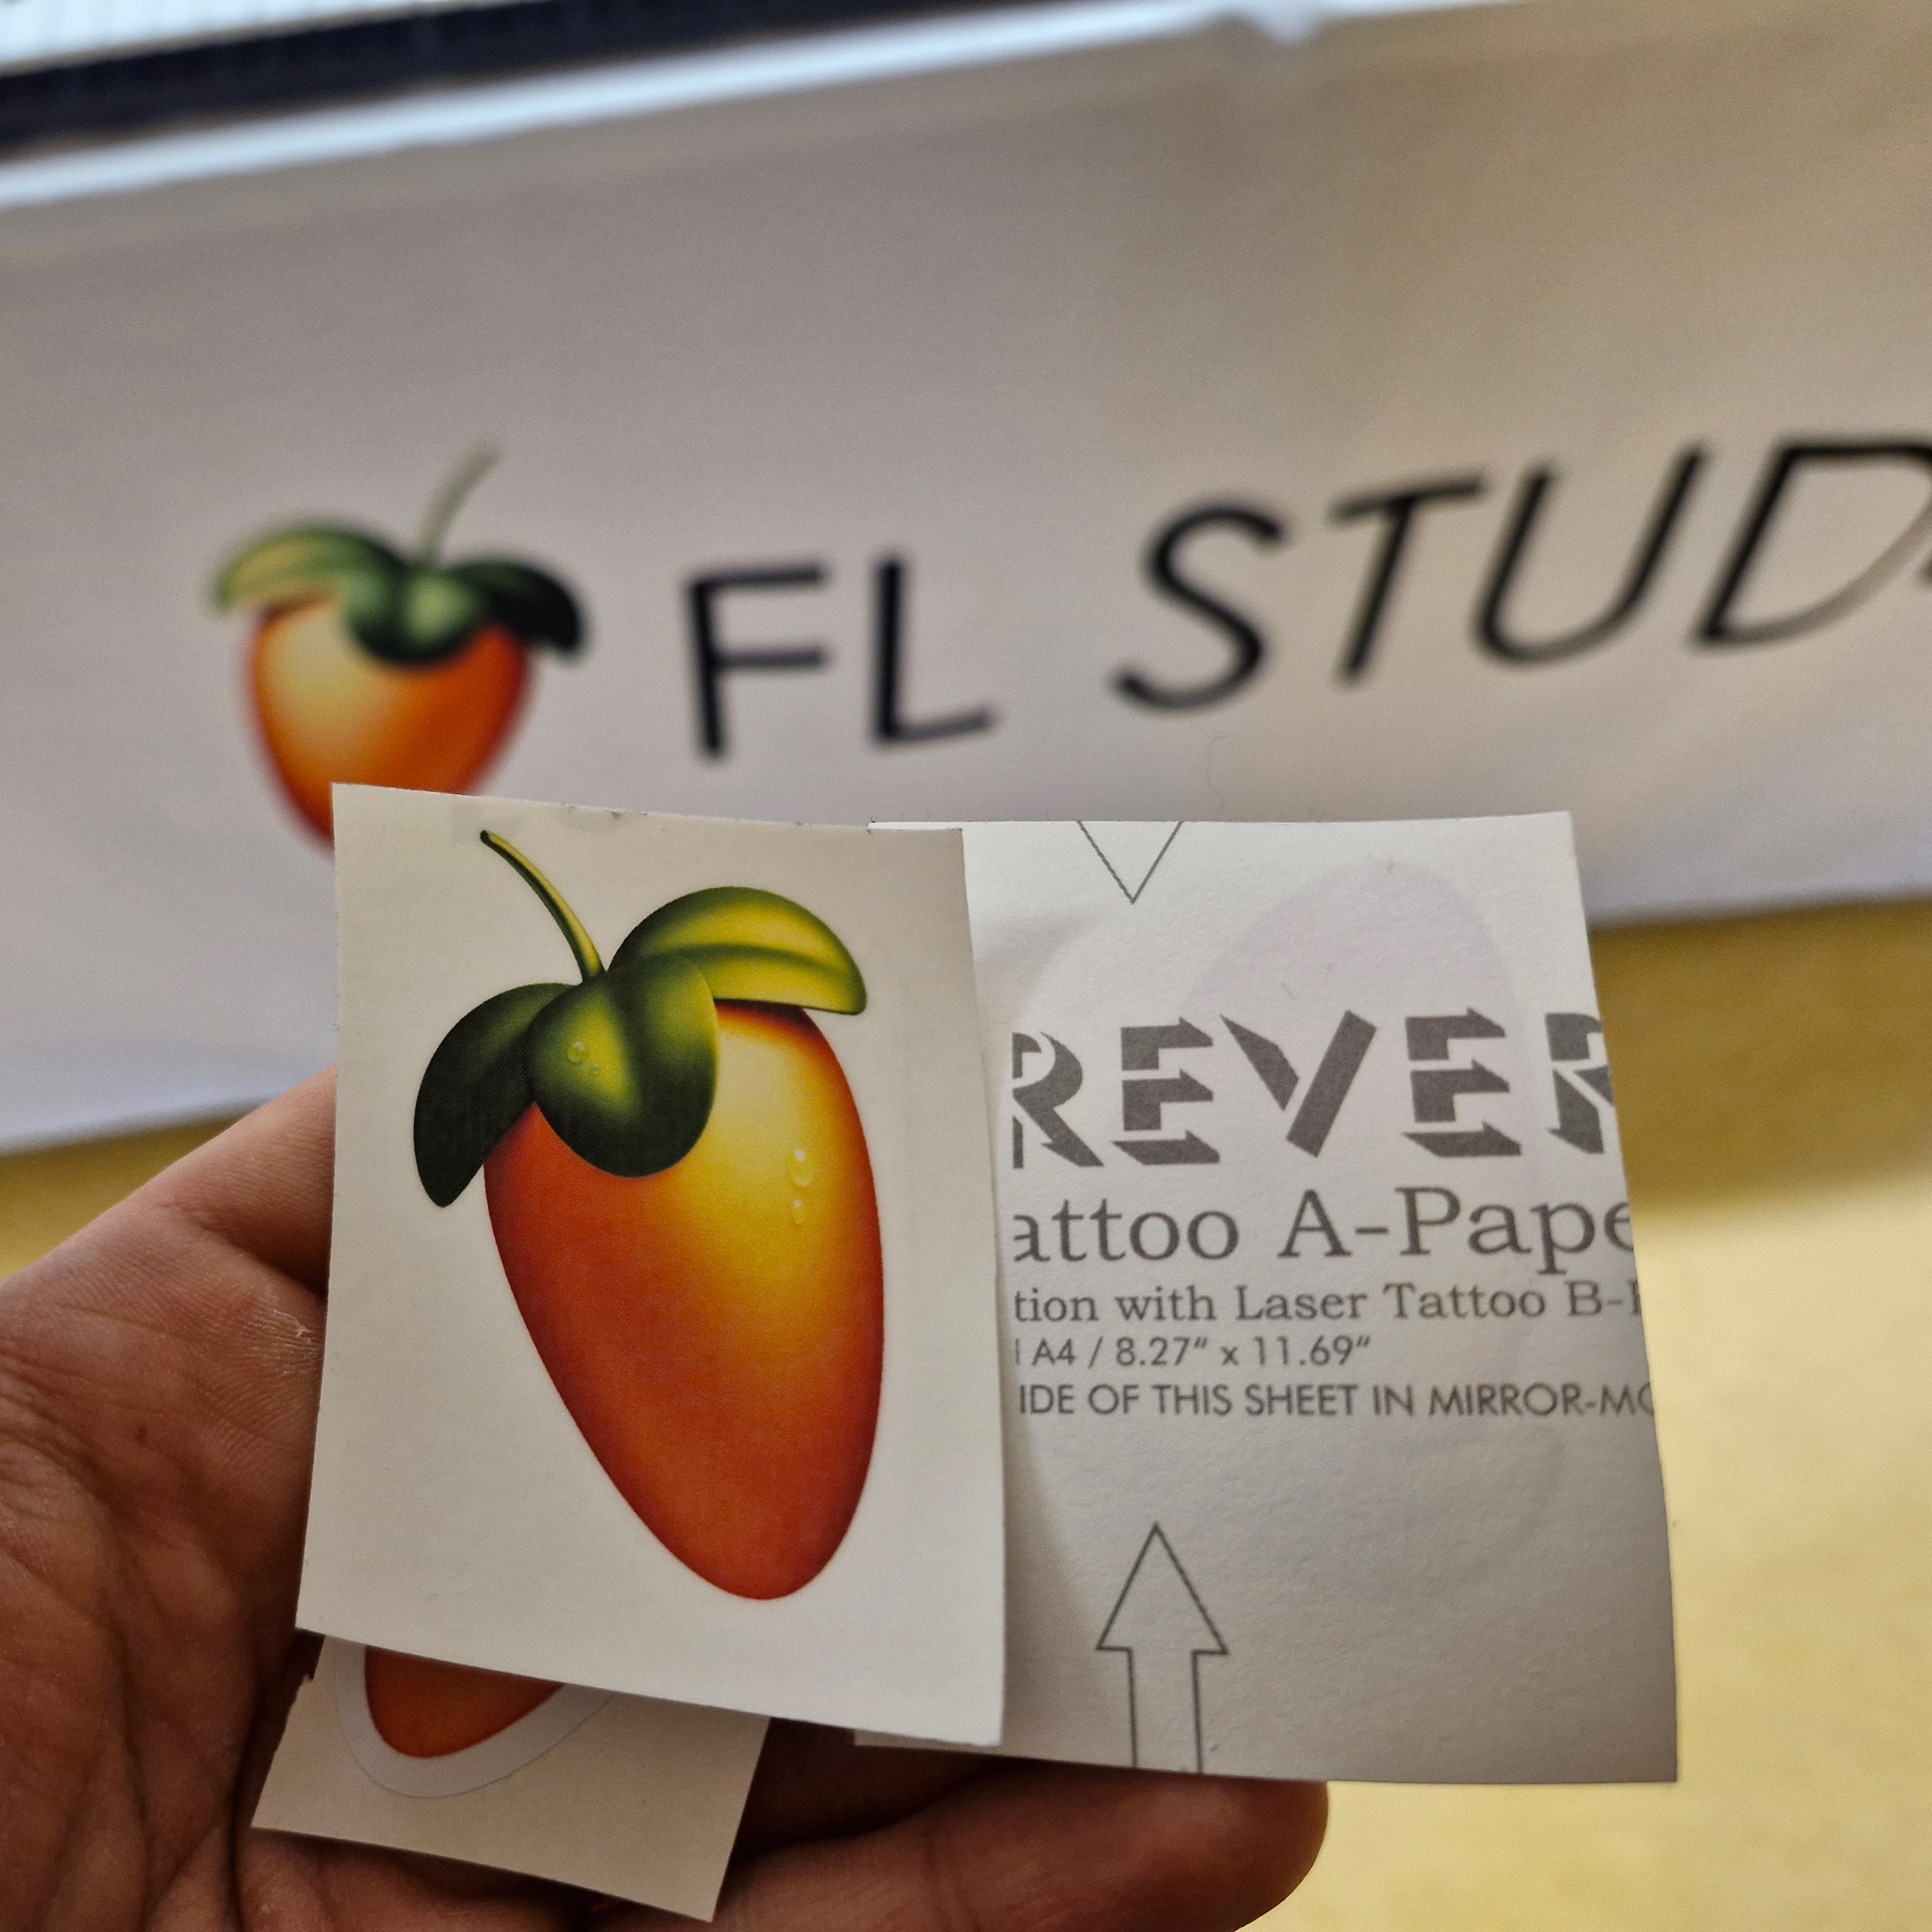 FL STUD
REVER
attoo A-Pape
tion with Laser Tattoo B-
A4 / 8.27" x 11.69"
IDE OF THIS SHEET IN MIRROR-MO